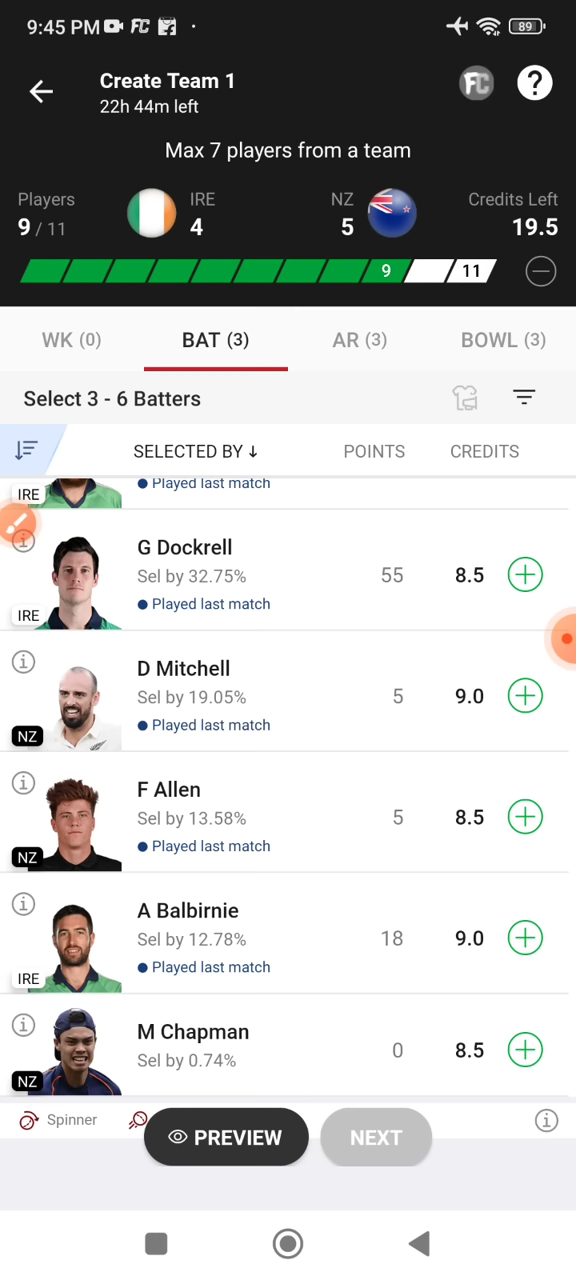 9:45 PM FC
89
Create Team 1
22h 44m left
FC
?
Max 7 players from a team
Players
9 / 11
IRE
4
NZ
5
Credits Left
19.5
9
11
WK (0)
BAT (3)
AR (3)
BOWL (3)
Select 3 - 6 Batters
SELECTED BY ↓
POINTS
CREDITS
IRE
Played last match
G Dockrell
Sel by 32.75%
55
8.5
Played last match
IRE
D Mitchell
Sel by 19.05%
5
9.0
Played last match
NZ
F Allen
Sel by 13.58%
5
8.5
Played last match
NZ
A Balbirnie
Sel by 12.78%
18
9.0
Played last match
IRE
M Chapman
Sel by 0.74%
0
8.5
NZ
Spinner
PREVIEW
NEXT